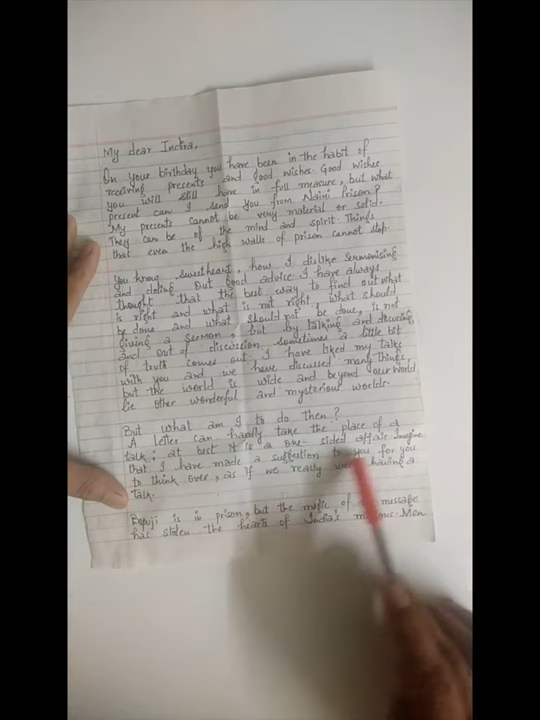 My dear Indira,
On your birthday you have been in the habit of
receiving presents and good wishes. Good wishes
you will still have in full measure, but what
present can I send you from Naini Prison?
My presents cannot be very material or solid.
They can be of the mind and spirit. Things
that even the high walls of prison cannot stop.
You know, sweetheart, how I dislike sermonising
and doling out good advice I have always
thought that the best way to find out what
is right and what is not right, what should
be done and what should not be done, is not
giving a sermon, but by talking and discussing,
and out of discussion sometimes a little bit
of truth comes out. I have liked my talks
with you and we have discussed many things,
but the world is wide and beyond your world
lie other wonderful and mysterious worlds.
But what am I to do then?
A letter can hardly take the place of a
talk; at best it is a one-sided affair. Imagine
that I have made a suggestion to you for you
to think over, as if we really were having a
talk.
Bapuji is in prison, but the magic of message
has stolen the hearts of India's Men